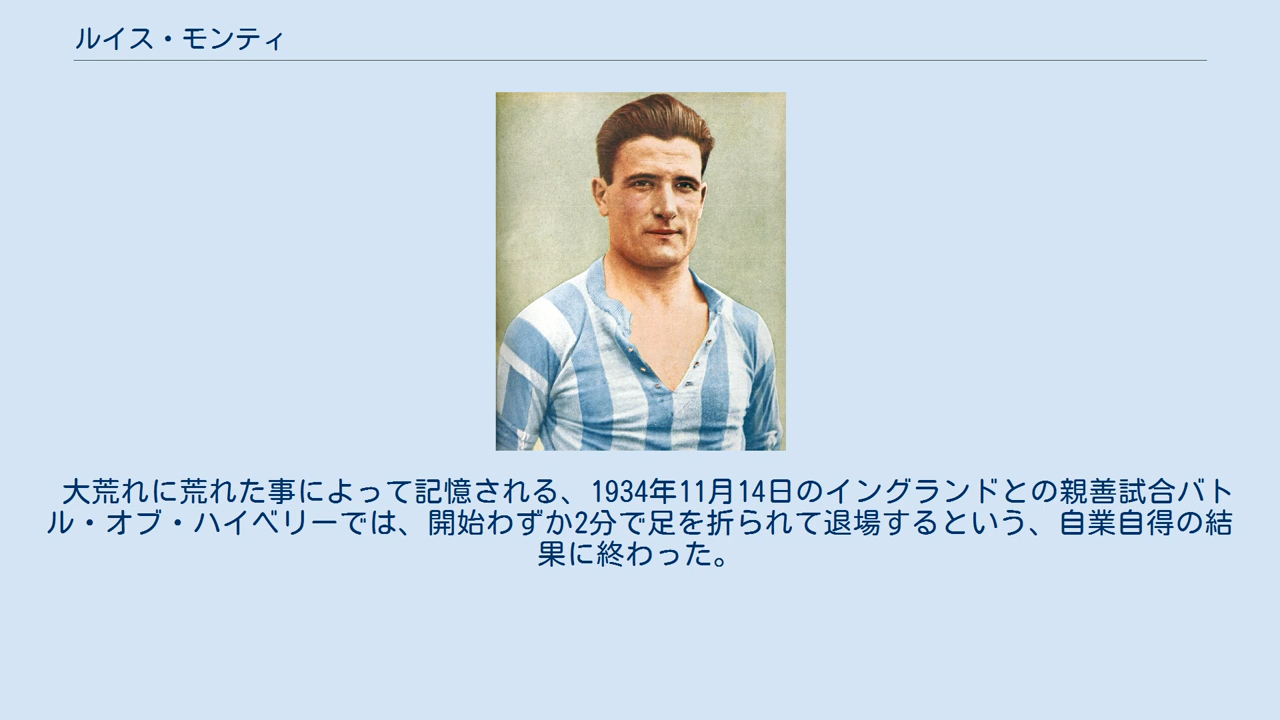 ルイス・モンティ
大荒れに荒れた事によって記憶される、1934年11月14日のイングランドとの親善試合バト
ル・オブ・ハイベリーでは、開始わずか2分で足を折られて退場するという、自業自得の結
果に終わった。